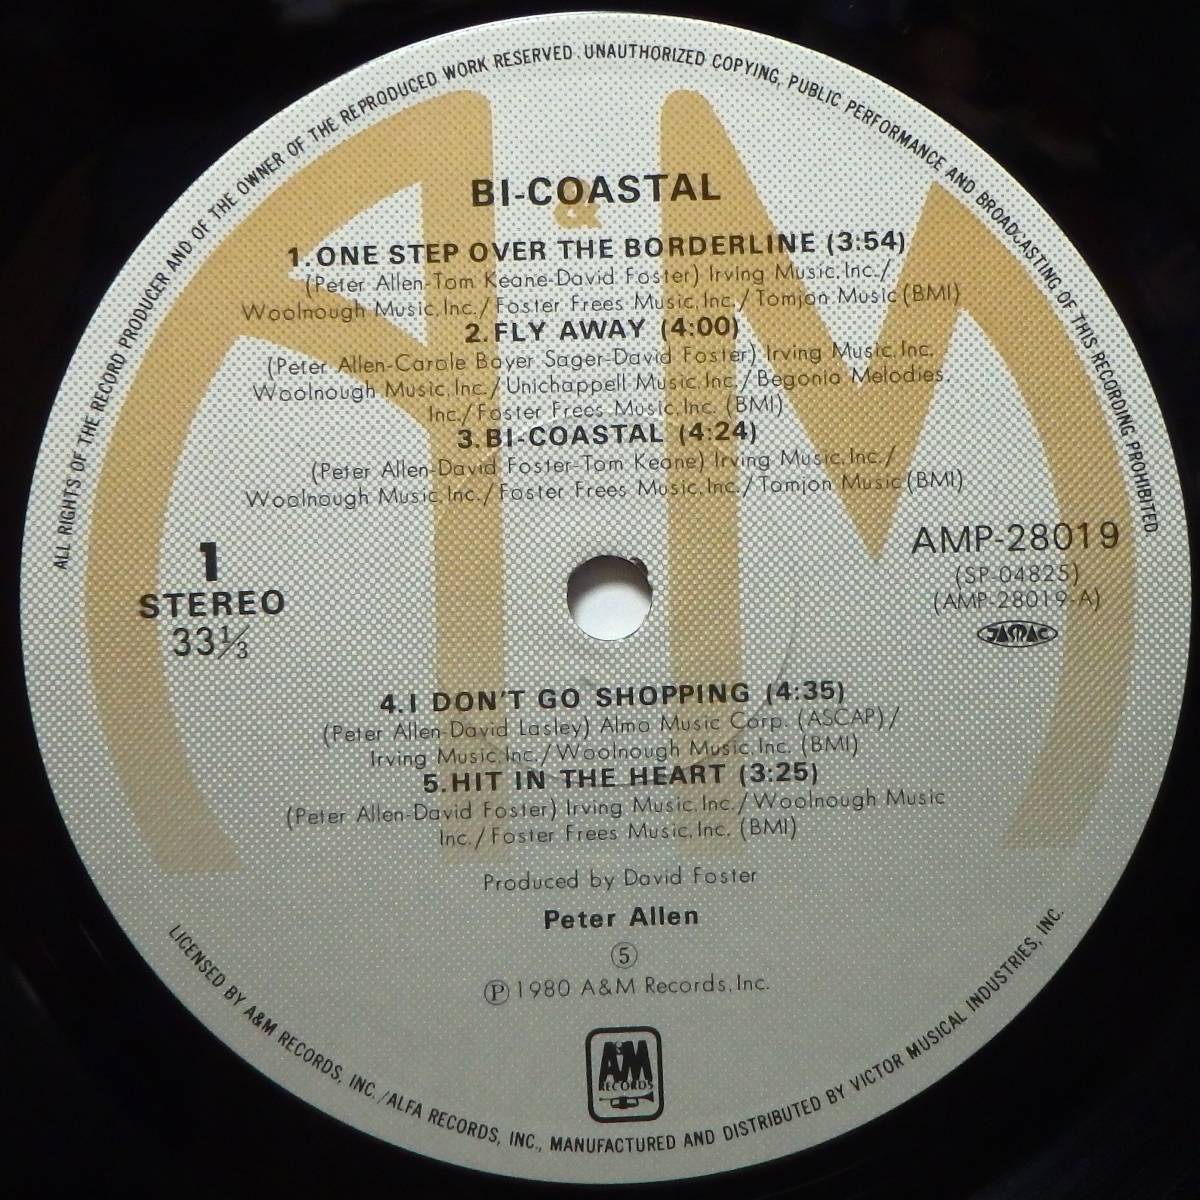 ALL RIGHTS OF THE RECORD PRODUCER AND OF THE OWNER OF THE REPRODUCED WORK RESERVED. UNAUTHORIZED COPYING, PUBLIC PERFORMANCE AND BROADCASTING OF THIS RECORDING PROHIBITED
BI-COASTAL
1.ONE STEP OVER THE BORDERLINE (3:54)
(Peter Allen-Tom Keane-David Foster) Irving Music, Inc./
Woolnough Music, Inc./Foster Frees Music, Inc./Tomjon Music (BMI)
2.FLY AWAY (4:00)
(Peter Allen-Carole Bayer Sager-David Foster) Irving Music, Inc.
Woolnough Music, Inc./Unichappell Music, Inc./Begonia Melodies,
Inc./Foster Frees Music, Inc. (BMI)
3.BI-COASTAL (4:24)
(Peter Allen-David Foster-Tom Keane) Irving Music, Inc./
Woolnough Music, Inc./Foster Frees Music, Inc./Tomjon Music (BMI)
1
STEREO
33⅓
AMP-28019
(SP-04825)
(AMP-28019-A)
JASRAC
4.I DON'T GO SHOPPING (4:35)
(Peter Allen-David Lasley) Almo Music Corp. (ASCAP)/
Irving Music, Inc./Woolnough Music, Inc. (BMI)
5.HIT IN THE HEART (3:25)
(Peter Allen-David Foster) Irving Music, Inc./Woolnough Music
Inc./Foster Frees Music, Inc. (BMI)
Produced by David Foster
Peter Allen
⑤
Ⓟ1980 A&M Records, Inc.
A&M
RECORDS
LICENSED BY A&M RECORDS, INC./ALFA RECORDS, INC., MANUFACTURED AND DISTRIBUTED BY VICTOR MUSICAL INDUSTRIES, INC.